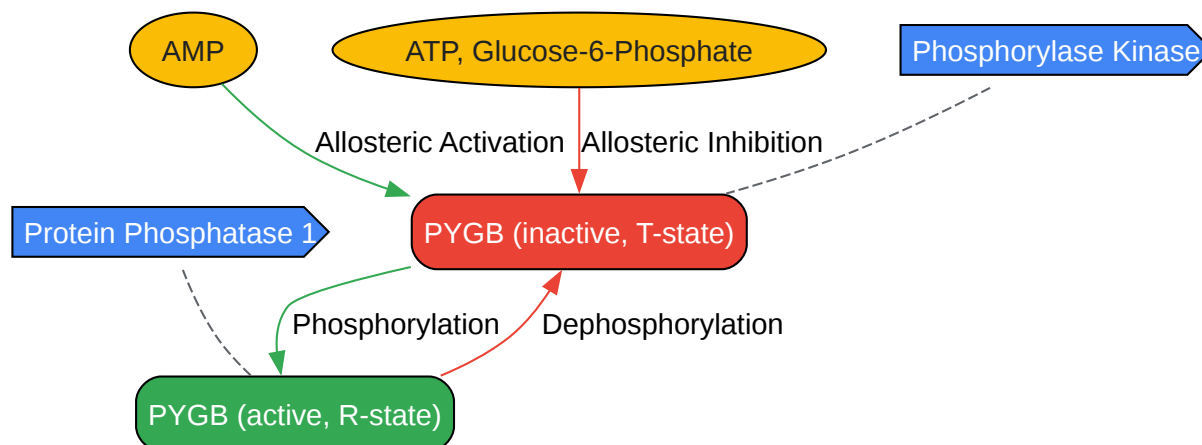 AMP
ATP, Glucose-6-Phosphate
Phosphorylase Kinase
Allosteric Activation
Allosteric Inhibition
Protein Phosphatase 1
PYGB (inactive, T-state)
Phosphorylation
Dephosphorylation
PYGB (active, R-state)